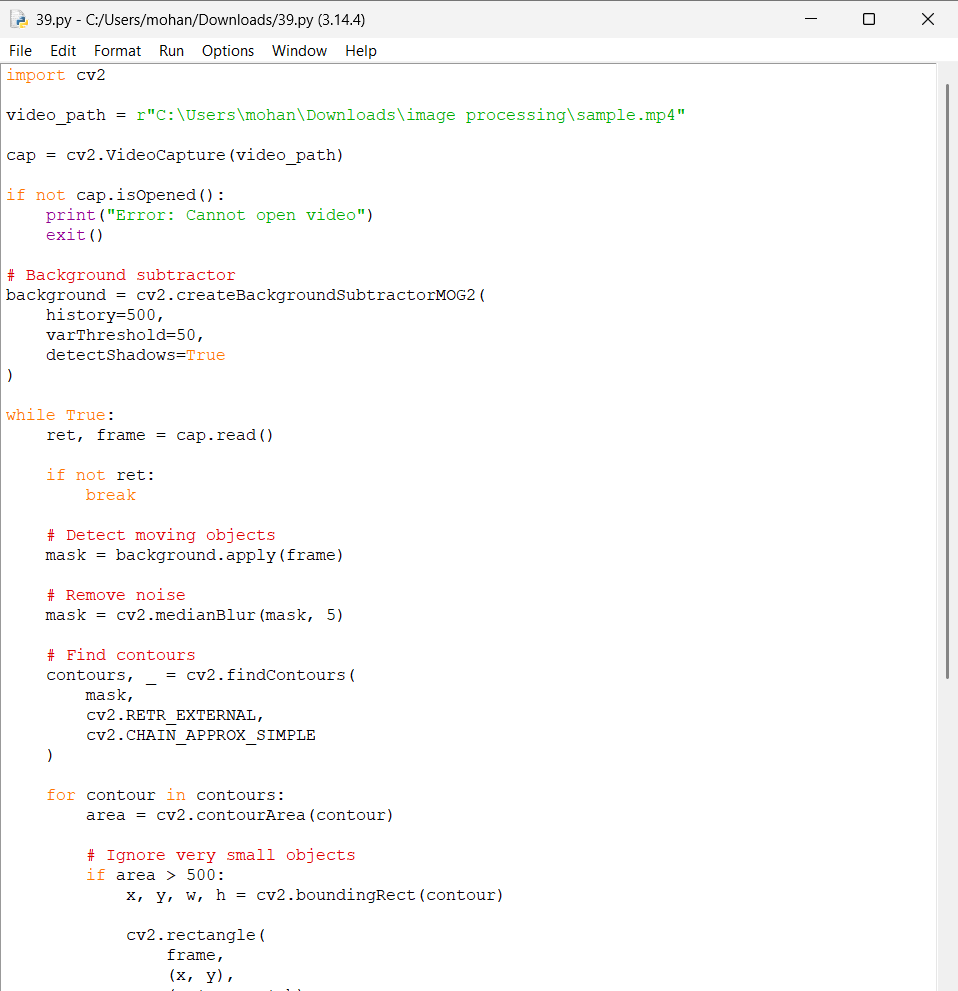 39.py - C:/Users/mohan/Downloads/39.py (3.14.4)
File Edit Format Run Options Window Help
import cv2

video_path = r"C:\Users\mohan\Downloads\image processing\sample.mp4"

cap = cv2.VideoCapture(video_path)

if not cap.isOpened():
    print("Error: Cannot open video")
    exit()

# Background subtractor
background = cv2.createBackgroundSubtractorMOG2(
    history=500,
    varThreshold=50,
    detectShadows=True
)

while True:
    ret, frame = cap.read()

    if not ret:
        break

    # Detect moving objects
    mask = background.apply(frame)

    # Remove noise
    mask = cv2.medianBlur(mask, 5)

    # Find contours
    contours, _ = cv2.findContours(
        mask,
        cv2.RETR_EXTERNAL,
        cv2.CHAIN_APPROX_SIMPLE
    )

    for contour in contours:
        area = cv2.contourArea(contour)

        # Ignore very small objects
        if area > 500:
            x, y, w, h = cv2.boundingRect(contour)

            cv2.rectangle(
                frame,
                (x, y),